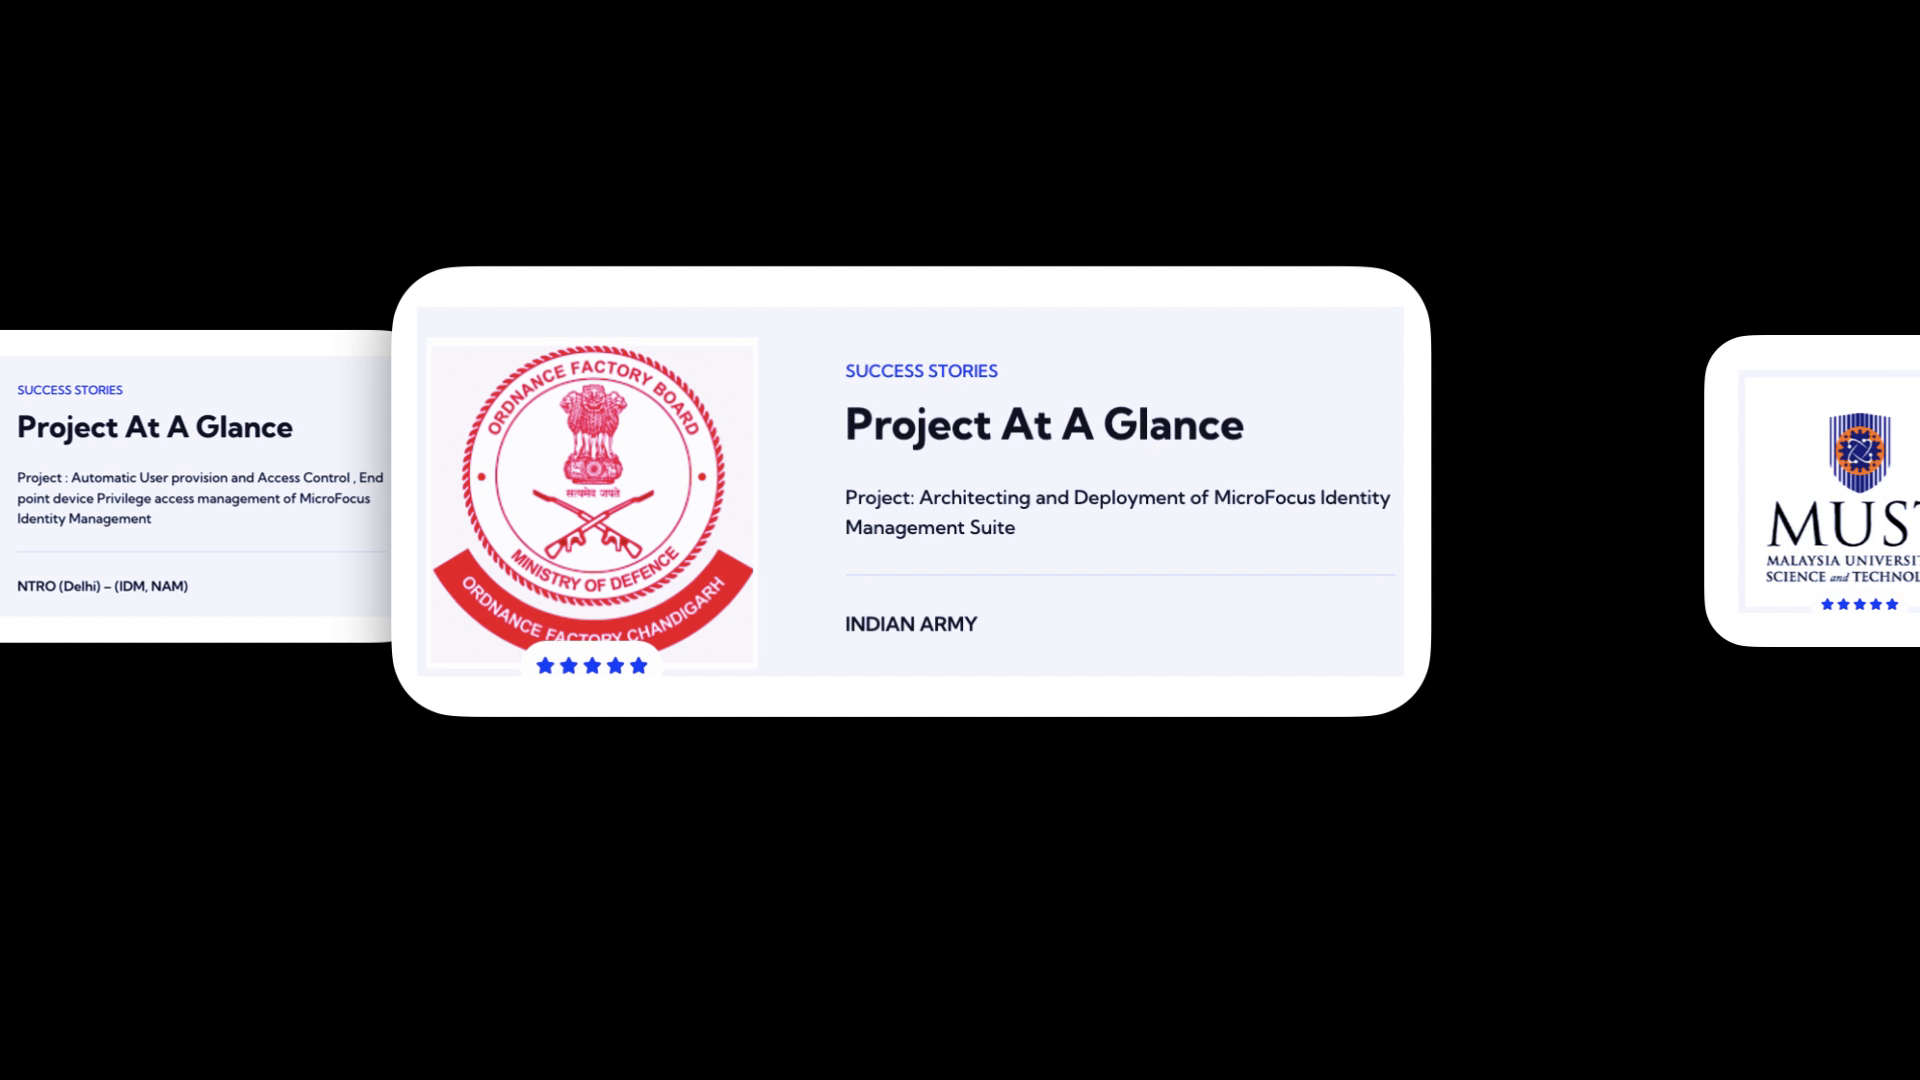 SUCCESS STORIES
Project At A Glance
Project : Automatic User provision and Access Control , End
point device Privilege access management of MicroFocus
Identity Management
NTRO (Delhi) – (IDM, NAM)
ORDNANCE FACTORY BOARD
सत्यमेव जयते
MINISTRY OF DEFENCE
ORDNANCE FACTORY CHANDIGARH
SUCCESS STORIES
Project At A Glance
Project: Architecting and Deployment of MicroFocus Identity
Management Suite
INDIAN ARMY
MUST
MALAYSIA UNIVERSI
SCIENCE and TECHNOL